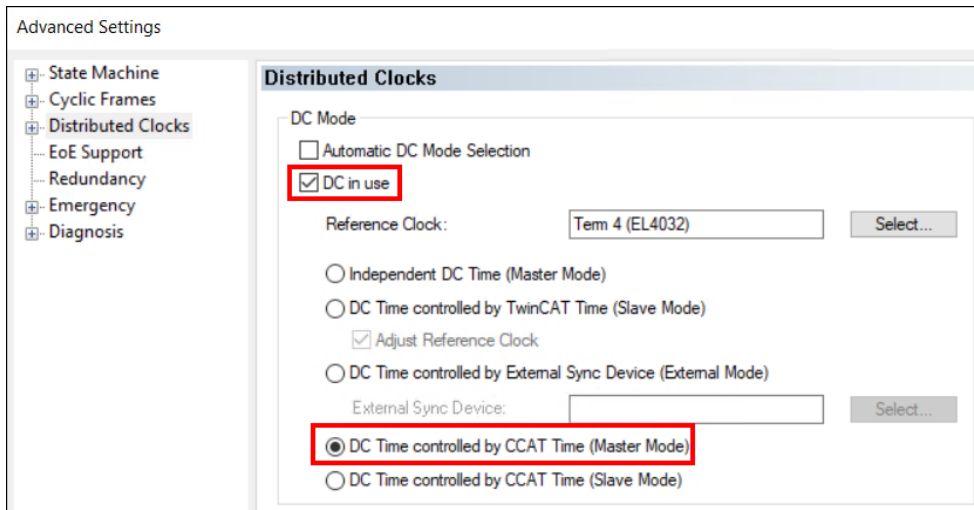 Advanced Settings
State Machine
Cyclic Frames
Distributed Clocks
EoE Support
Redundancy
Emergency
Diagnosis
Distributed Clocks
DC Mode
Automatic DC Mode Selection
DC in use
Reference Clock: Term 4 (EL4032) Select...
Independent DC Time (Master Mode)
DC Time controlled by TwinCAT Time (Slave Mode)
Adjust Reference Clock
DC Time controlled by External Sync Device (External Mode)
External Sync Device: Select...
DC Time controlled by CCAT Time (Master Mode)
DC Time controlled by CCAT Time (Slave Mode)